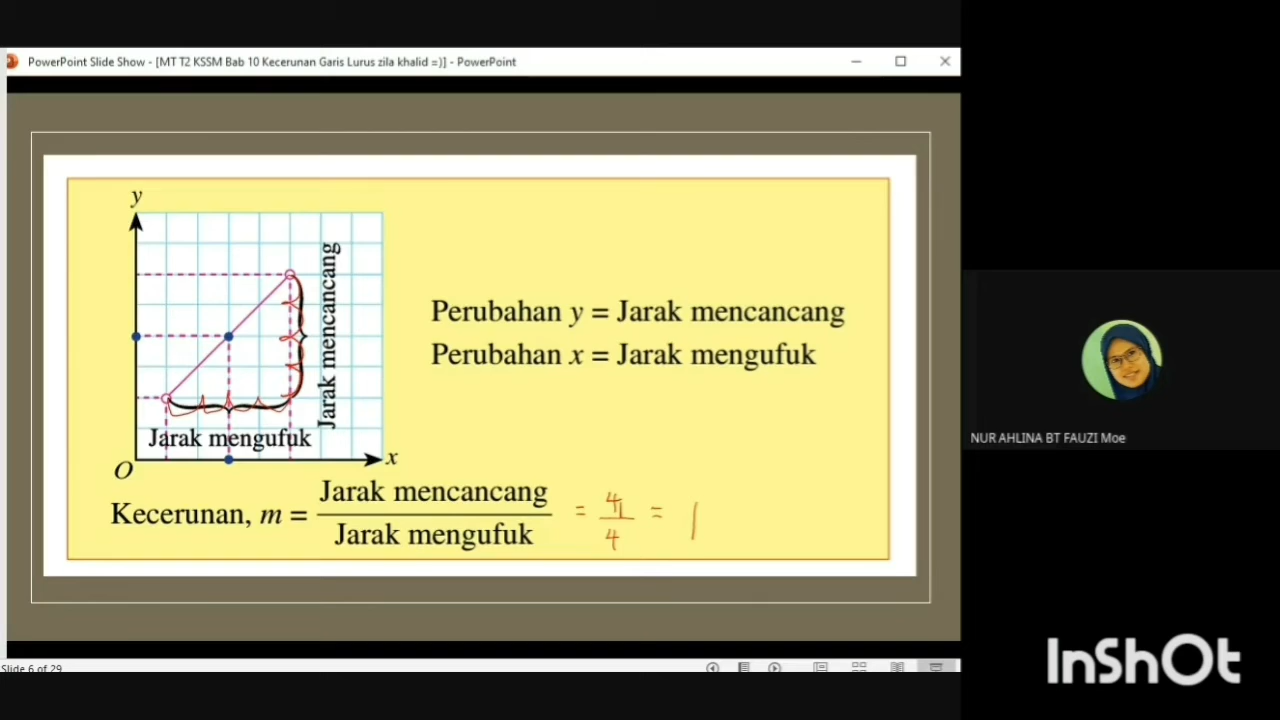 PowerPoint Slide Show - [MT T2 KSSM Bab 10 Kecerunan Garis Lurus zila khalid =)] - PowerPoint
y
Jarak mencancang
Perubahan y = Jarak mencancang
Perubahan x = Jarak mengufuk
Jarak mengufuk
x
O
Kecerunan, m = Jarak mencancang / Jarak mengufuk = 4 / 4 = 1
NUR AHLINA BT FAUZI Moe
Slide 6 of 29
InShOt